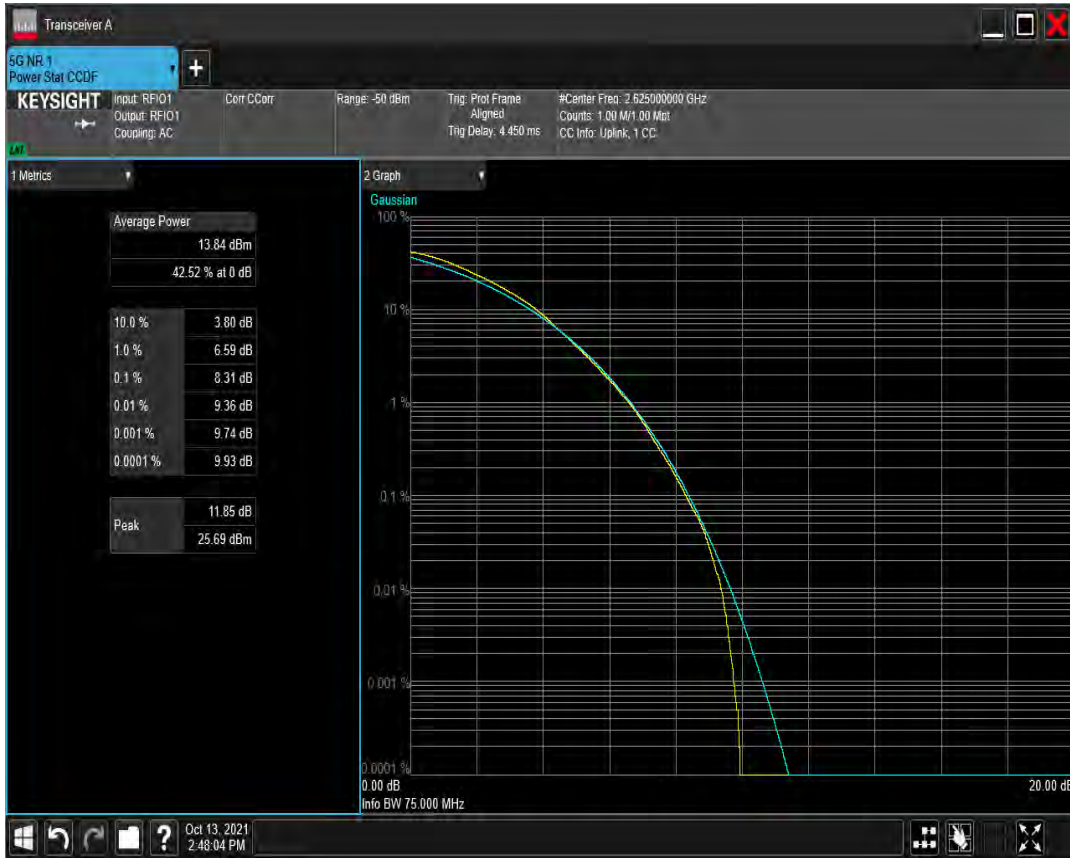 Transceiver A
5G NR 1
Power Stat CCDF
+
KEYSIGHT
Input: RFIO1
Output: RFIO1
Coupling: AC
Corr CCorr
Range: -50 dBm
Trig: Prot Frame
Aligned
Trig Delay: 4.450 ms
#Center Freq: 2.625000000 GHz
Counts: 1.00 M/1.00 Mpt
CC Info: Uplink, 1 CC
1 Metrics
Average Power
13.84 dBm
42.52 % at 0 dB
10.0 % 3.80 dB
1.0 % 6.59 dB
0.1 % 8.31 dB
0.01 % 9.36 dB
0.001 % 9.74 dB
0.0001 % 9.93 dB
Peak
11.85 dB
25.69 dBm
2 Graph
Gaussian
100 %
10 %
1 %
0.1 %
0.01 %
0.001 %
0.0001 %
0.00 dB
20.00 dB
Info BW 75.000 MHz
?
Oct 13, 2021
2:48:04 PM